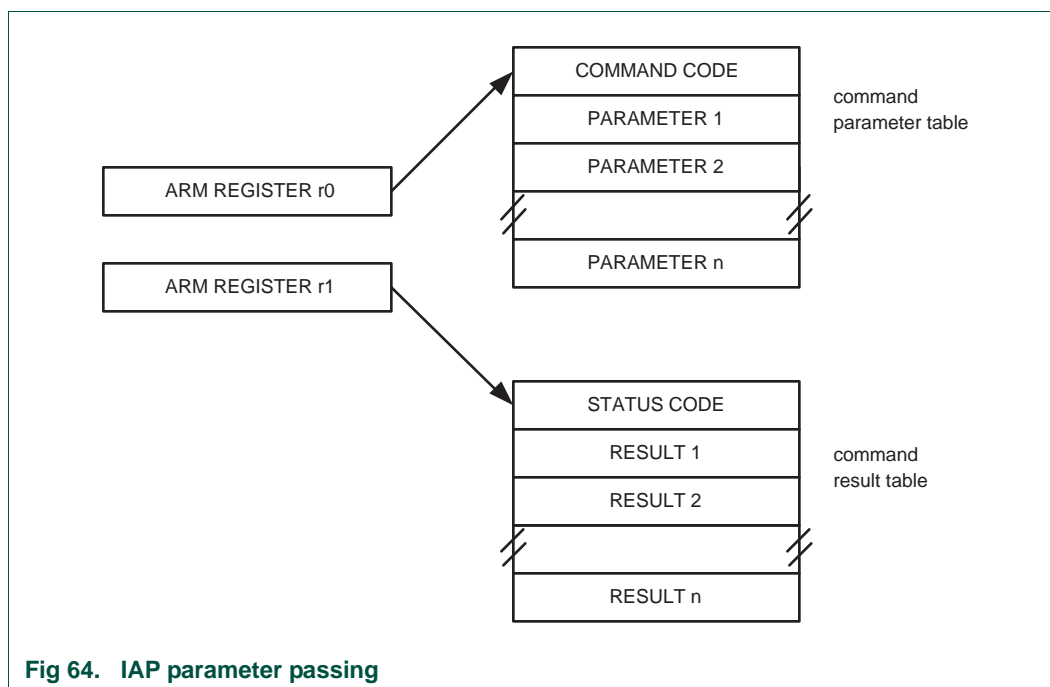 COMMAND CODE
PARAMETER 1
PARAMETER 2
PARAMETER n
command
parameter table
ARM REGISTER r0
ARM REGISTER r1
STATUS CODE
RESULT 1
RESULT 2
RESULT n
command
result table
Fig 64. IAP parameter passing